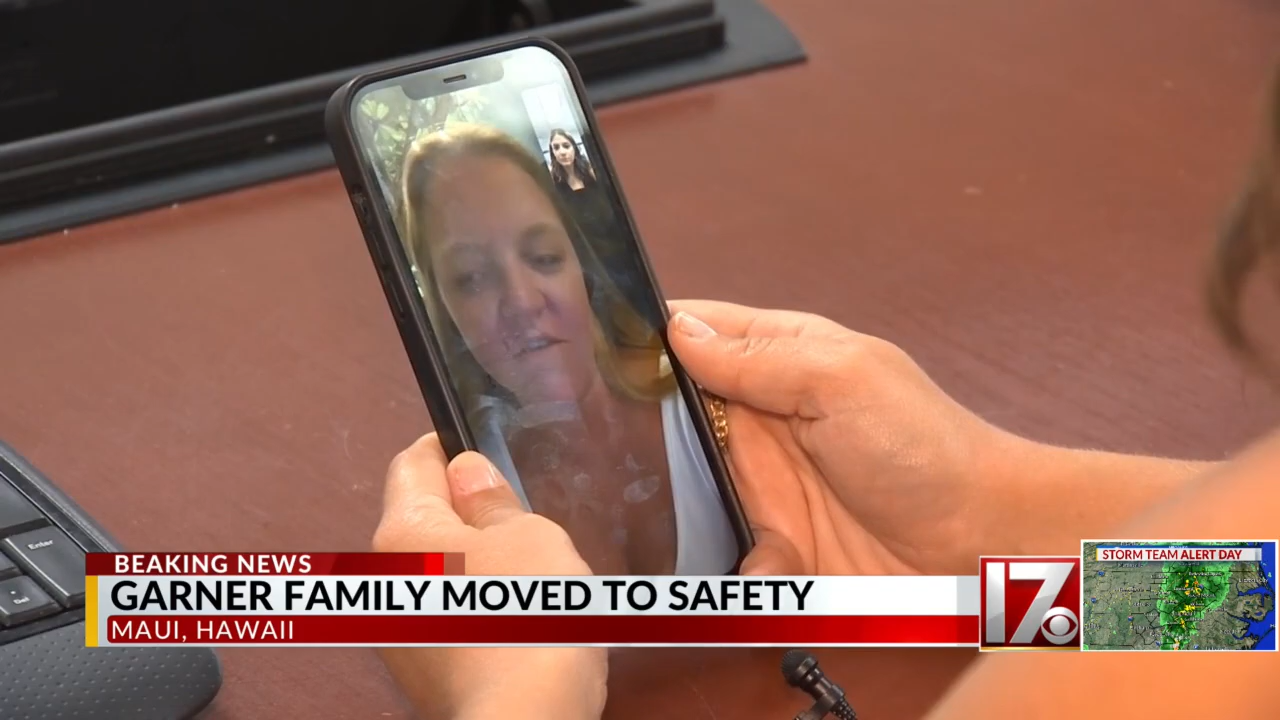 Enter
Del
BEAKING NEWS
GARNER FAMILY MOVED TO SAFETY
MAUI, HAWAII
17
STORM TEAM ALERT DAY